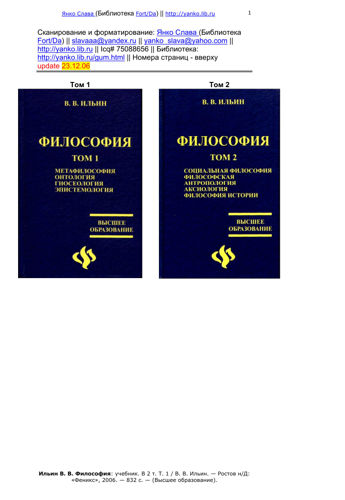 Янко Слава (Библиотека Fort/Da) || http://yanko.lib.ru
1
Сканирование и форматирование: Янко Слава (Библиотека
Fort/Da) || slavaaa@yandex.ru || yanko_slava@yahoo.com ||
http://yanko.lib.ru || Icq# 75088656 || Библиотека:
http://yanko.lib.ru/gum.html || Номера страниц - вверху
update 23.12.06
Том 1
В. В. ИЛЬИН
ФИЛОСОФИЯ
ТОМ 1
МЕТАФИЛОСОФИЯ
ОНТОЛОГИЯ
ГНОСЕОЛОГИЯ
ЭПИСТЕМОЛОГИЯ
ВЫСШЕЕ
ОБРАЗОВАНИЕ
Том 2
В. В. ИЛЬИН
ФИЛОСОФИЯ
ТОМ 2
СОЦИАЛЬНАЯ ФИЛОСОФИЯ
ФИЛОСОФСКАЯ
АНТРОПОЛОГИЯ
АКСИОЛОГИЯ
ФИЛОСОФИЯ ИСТОРИИ
ВЫСШЕЕ
ОБРАЗОВАНИЕ
Ильин В. В. Философия: учебник. В 2 т. Т. 1 / В. В. Ильин. — Ростов н/Д:
«Феникс», 2006. — 832 с. — (Высшее образование).